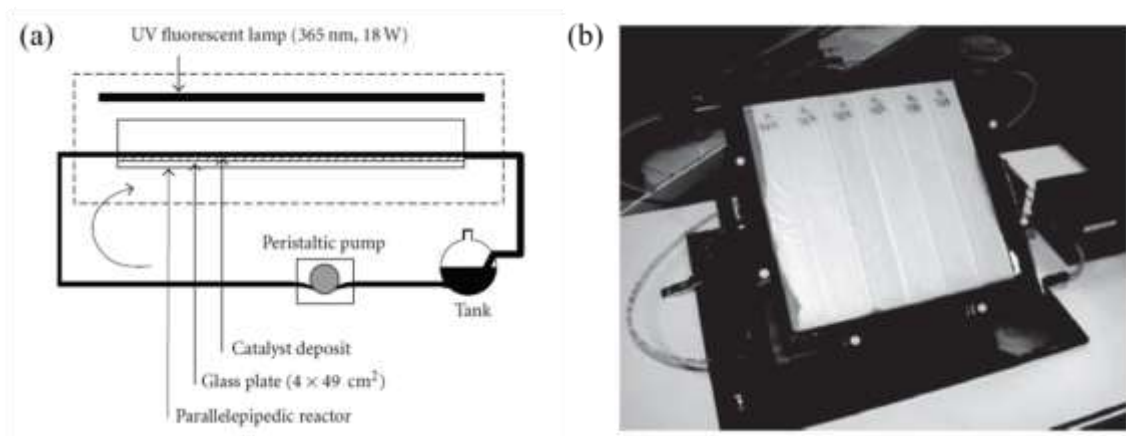 (a)
UV fluorescent lamp (365 nm, 18 W)
Peristaltic pump
Tank
Catalyst deposit
Glass plate (4 × 49 cm²)
Parallelepipedic reactor
(b)